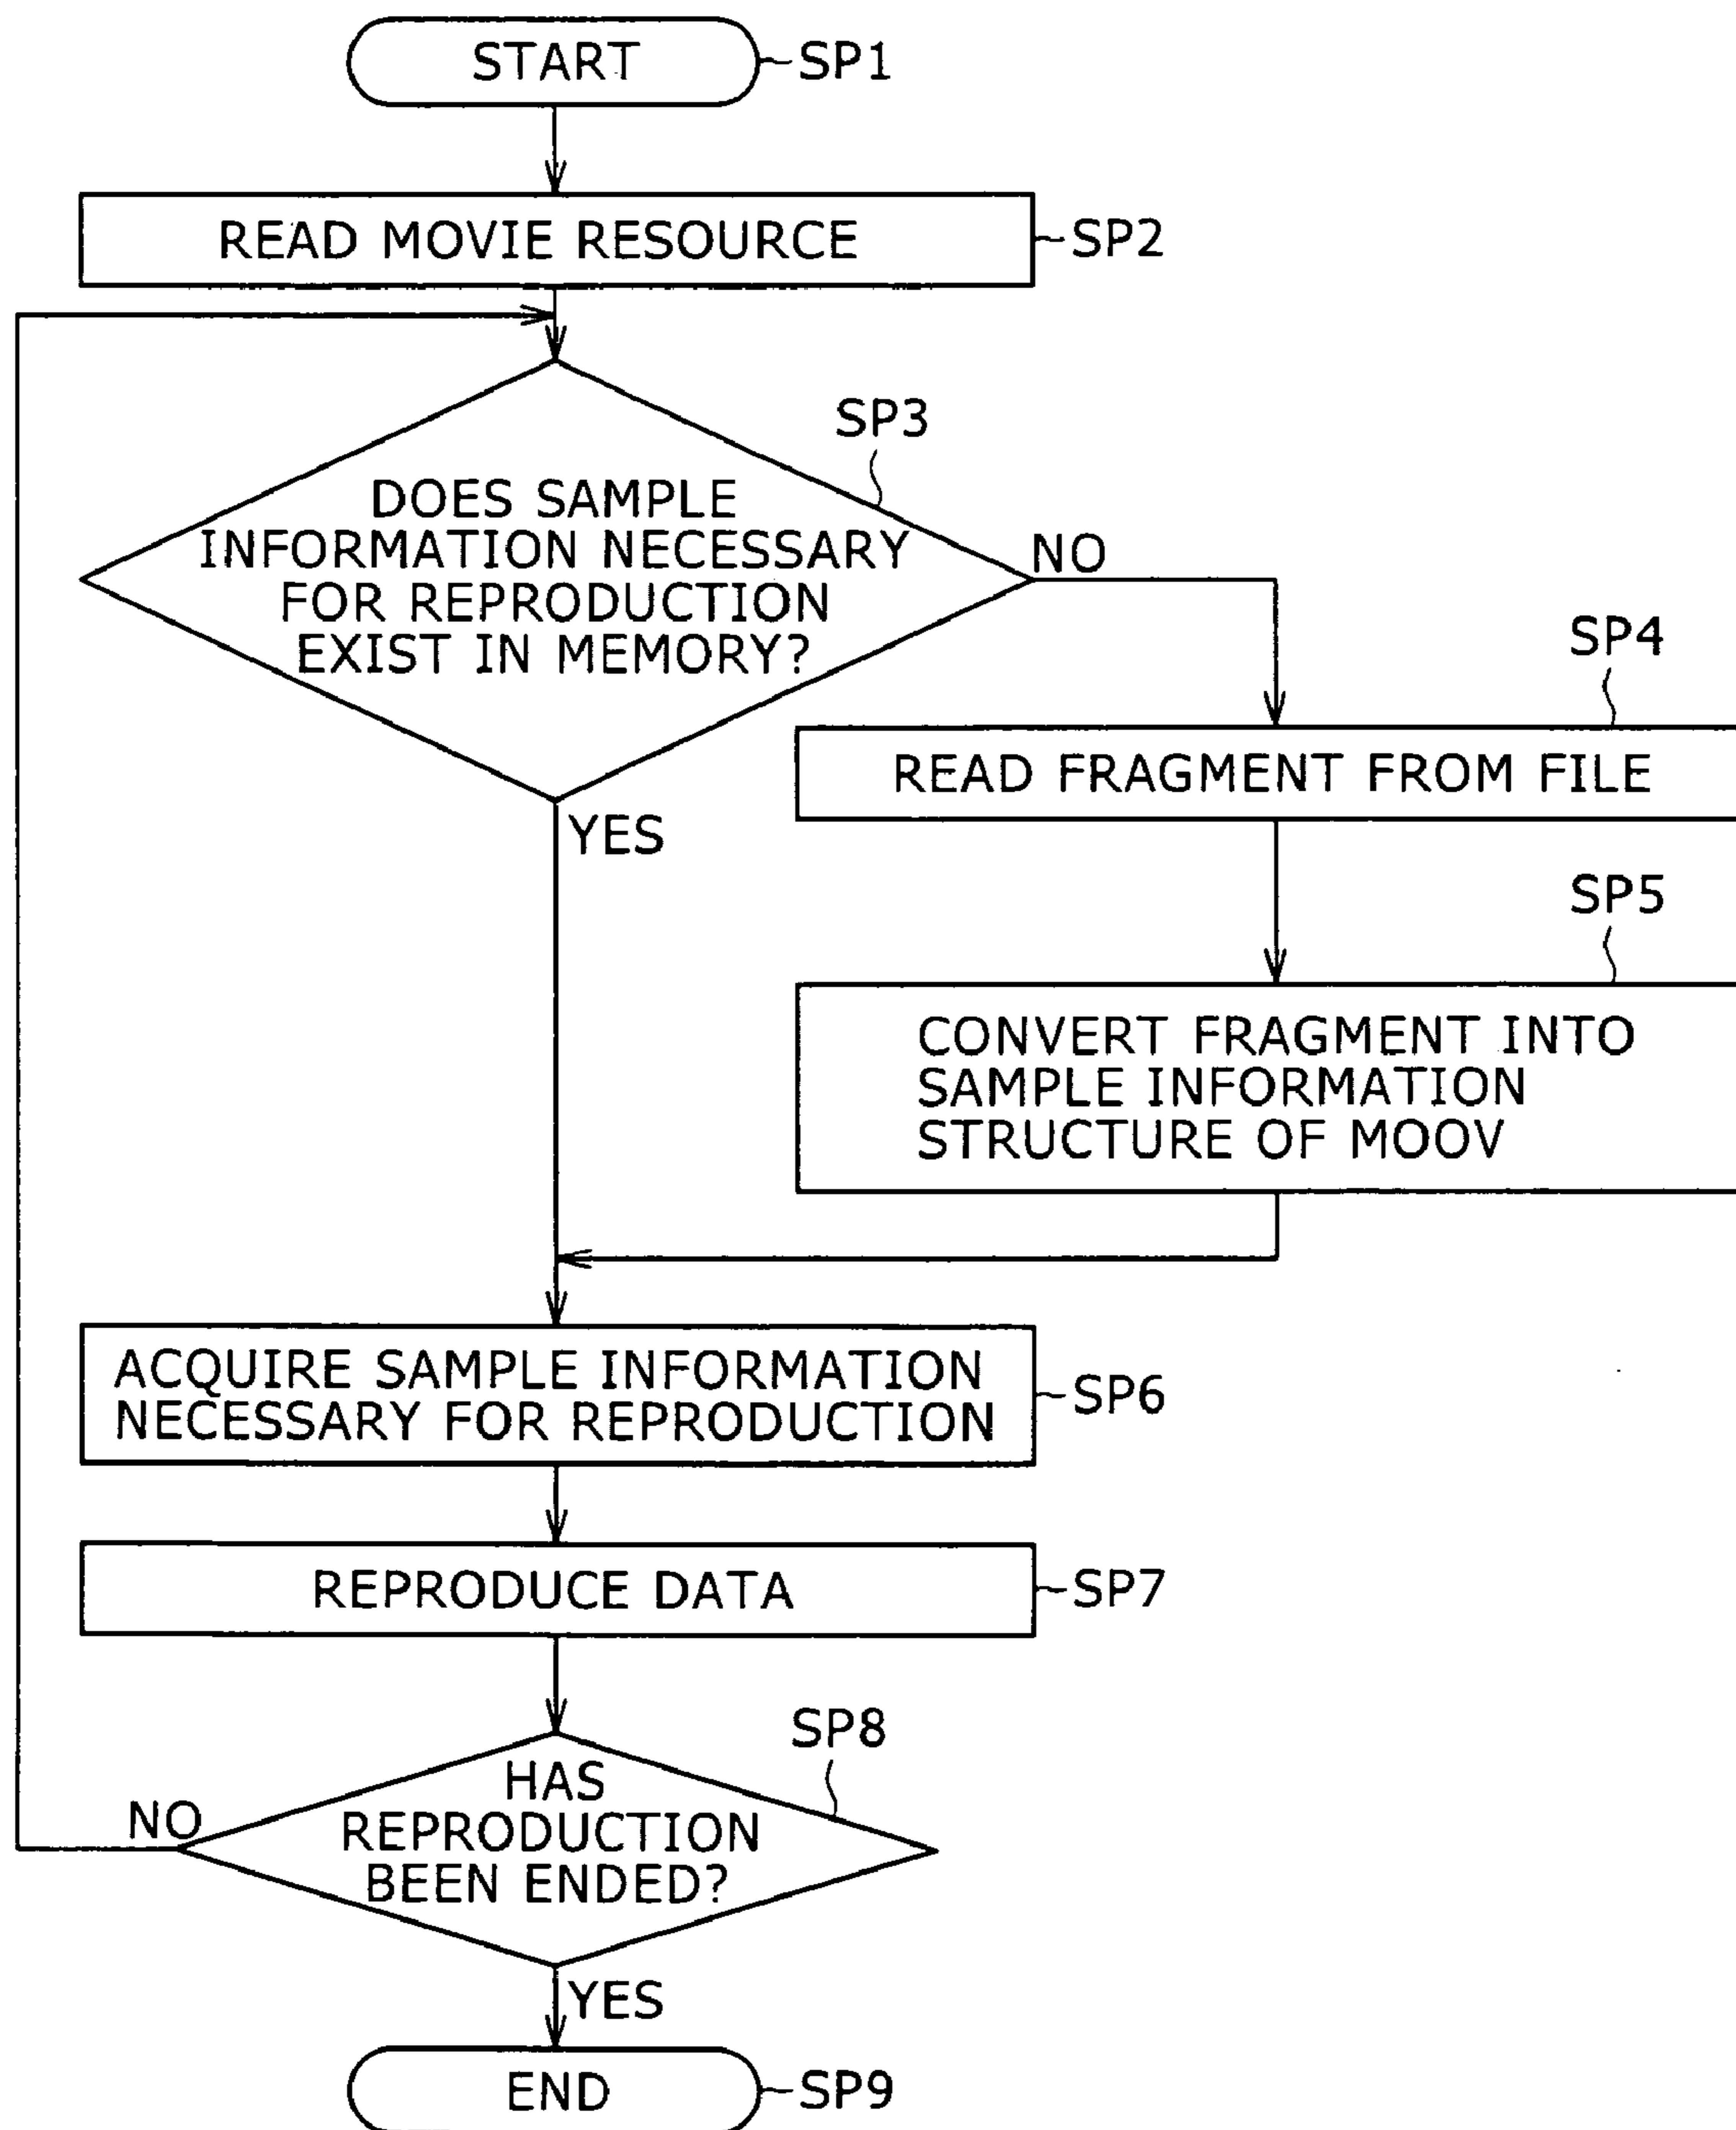 START
SP1
READ MOVIE RESOURCE
SP2
SP3
DOES SAMPLE
INFORMATION NECESSARY
FOR REPRODUCTION
EXIST IN MEMORY?
NO
YES
SP4
READ FRAGMENT FROM FILE
SP5
CONVERT FRAGMENT INTO
SAMPLE INFORMATION
STRUCTURE OF MOOV
ACQUIRE SAMPLE INFORMATION
NECESSARY FOR REPRODUCTION
SP6
REPRODUCE DATA
SP7
SP8
HAS
REPRODUCTION
BEEN ENDED?
NO
YES
END
SP9